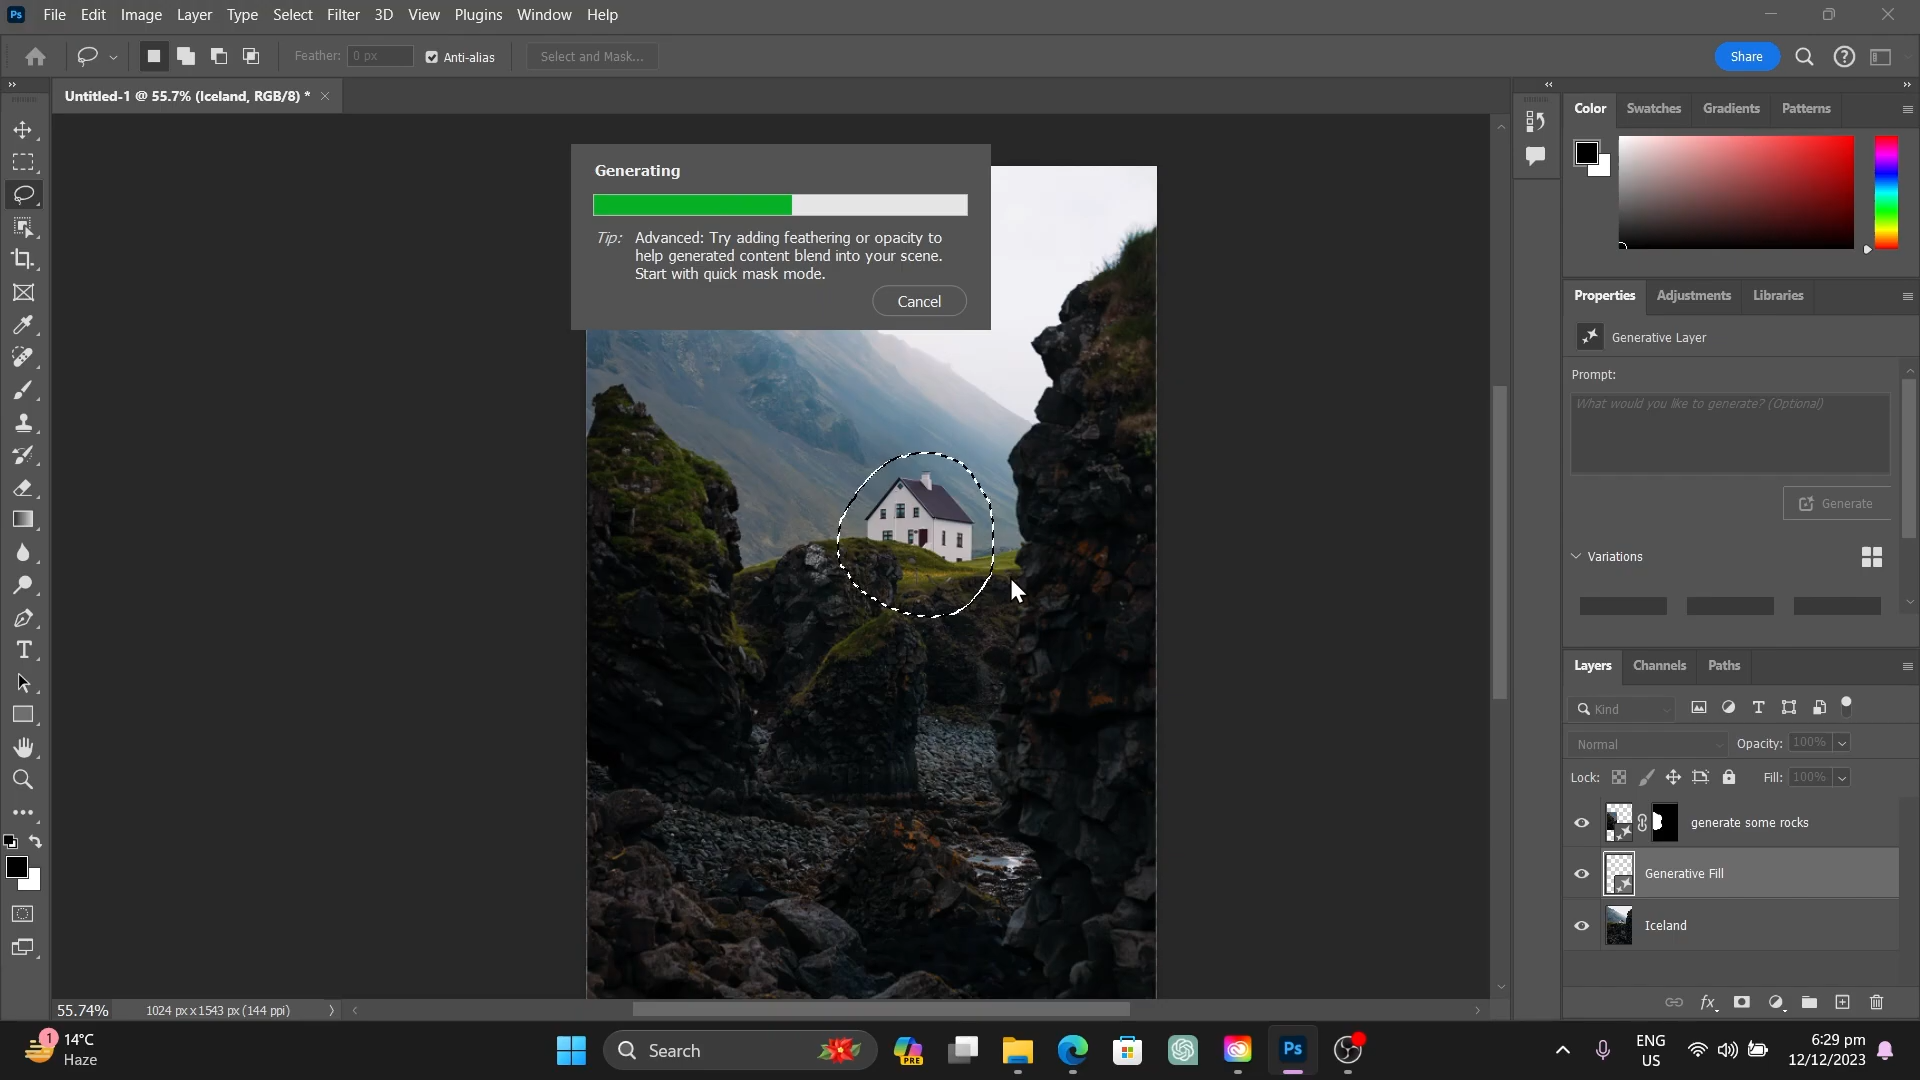 Ps File Edit Image Layer Type Select Filter 3D View Plugins Window Help
Feather: 0 px Anti-alias Select and Mask... Share
Untitled-1 @ 55.7% (Iceland, RGB/8) *
Color Swatches Gradients Patterns
Generating
Tip: Advanced: Try adding feathering or opacity to
help generated content blend into your scene.
Start with quick mask mode.
Cancel
Properties Adjustments Libraries
Generative Layer
Prompt:
What would you like to generate? (Optional)
Generate
Variations
Layers Channels Paths
Kind
Normal Opacity: 100%
Lock: Fill: 100%
generate some rocks
Generative Fill
Iceland
55.74% 1024 px x 1543 px (144 ppi)
1 14°C
Haze
Search
PRE
Ps
ENG
US
6:29 pm
12/12/2023